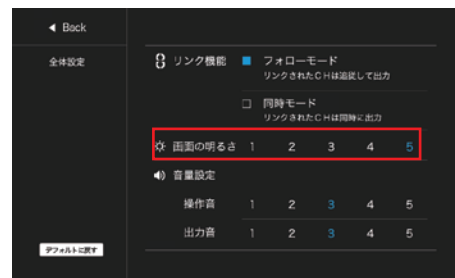 ◀ Back
全体設定
リンク機能 ■ フォローモード
リンクされたCHは追従して出力
□ 同時モード
リンクされたCHは同時に出力
画面の明るさ 1 2 3 4 5
音量設定
操作音 1 2 3 4 5
出力音 1 2 3 4 5
デフォルトに戻す